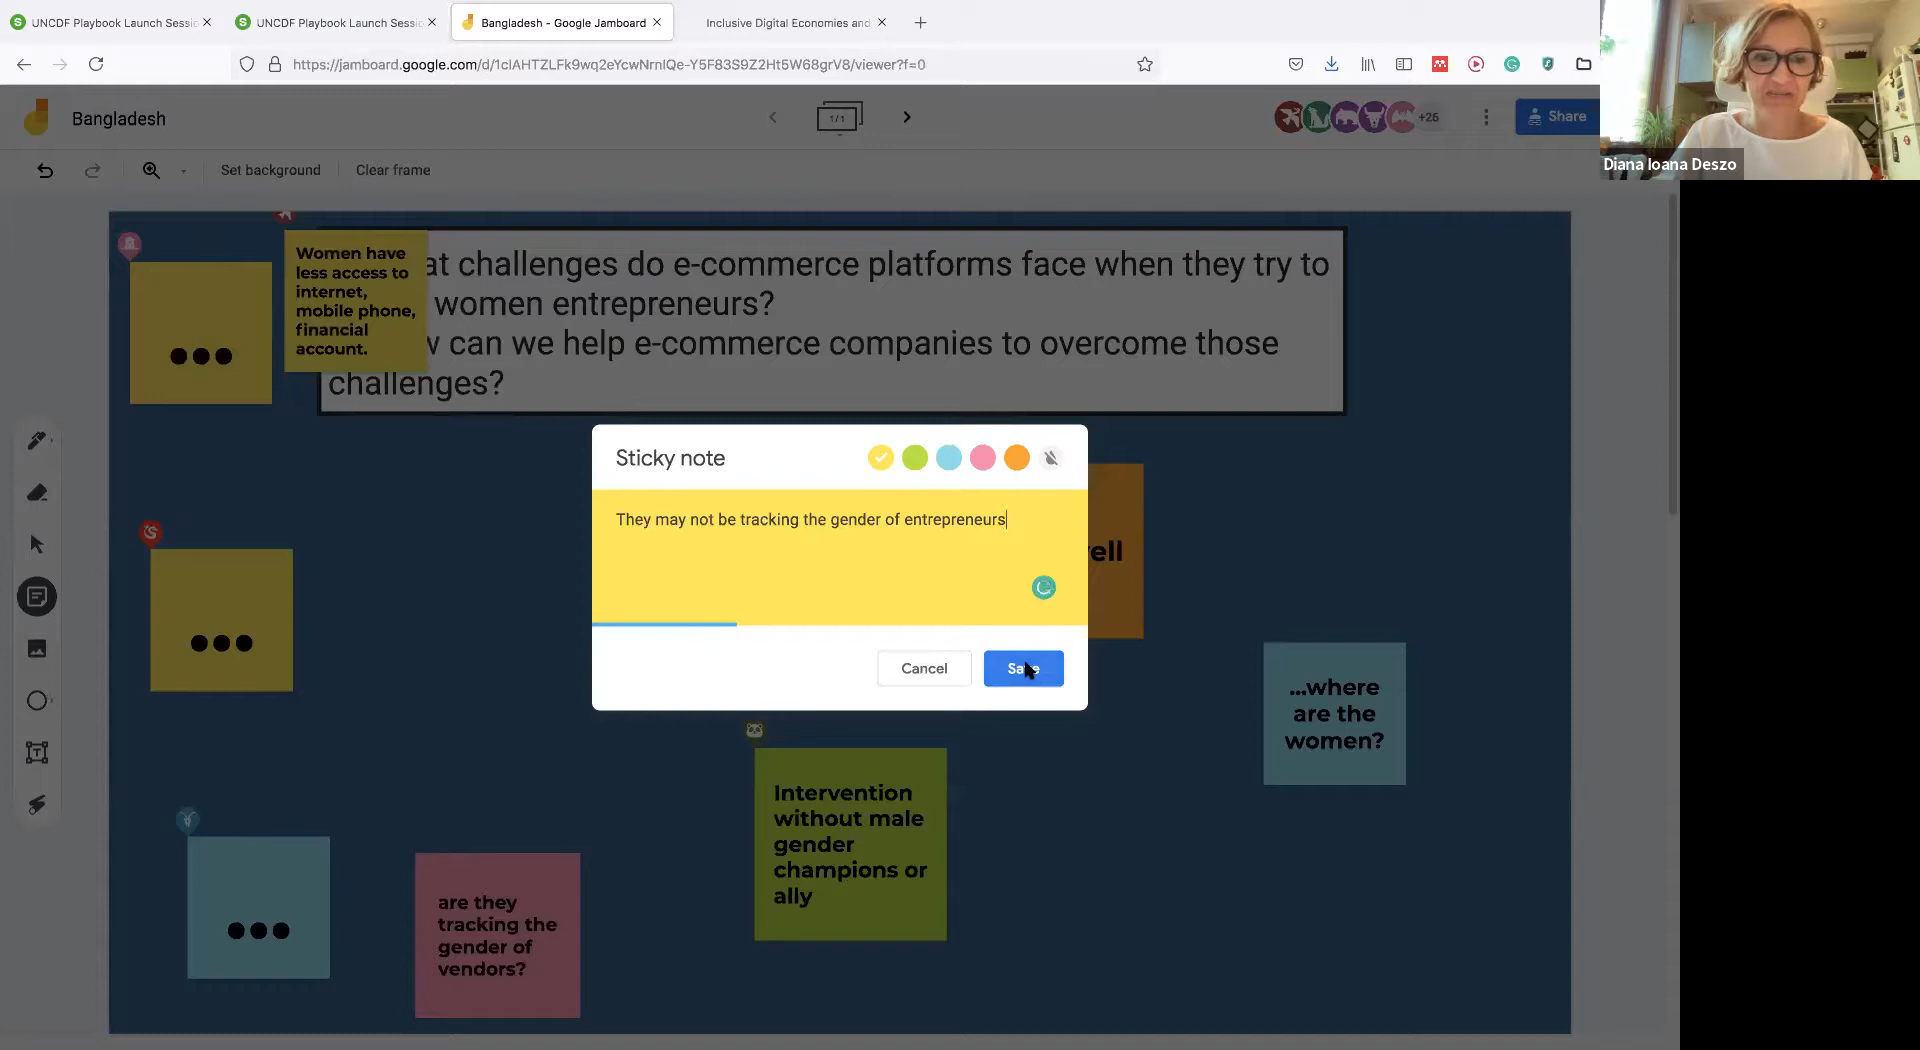 UNCDF Playbook Launch Sessi
UNCDF Playbook Launch Sessi
Bangladesh - Google Jamboard
Inclusive Digital Economies and
https://jamboard.google.com/d/1clAHTZLFk9wq2eYcwNrnlQe-Y5F83S9Z2Ht5W68grV8/viewer?f=0
Bangladesh
1/1
+26
Share
Diana Ioana Deszo
Set background
Clear frame
Women have
less access to
internet,
mobile phone,
financial
account.
at challenges do e-commerce platforms face when they try to
women entrepreneurs?
w can we help e-commerce companies to overcome those
challenges?
Sticky note
They may not be tracking the gender of entrepreneurs
Cancel
Save
ell
...where
are the
women?
Intervention
without male
gender
champions or
ally
are they
tracking the
gender of
vendors?